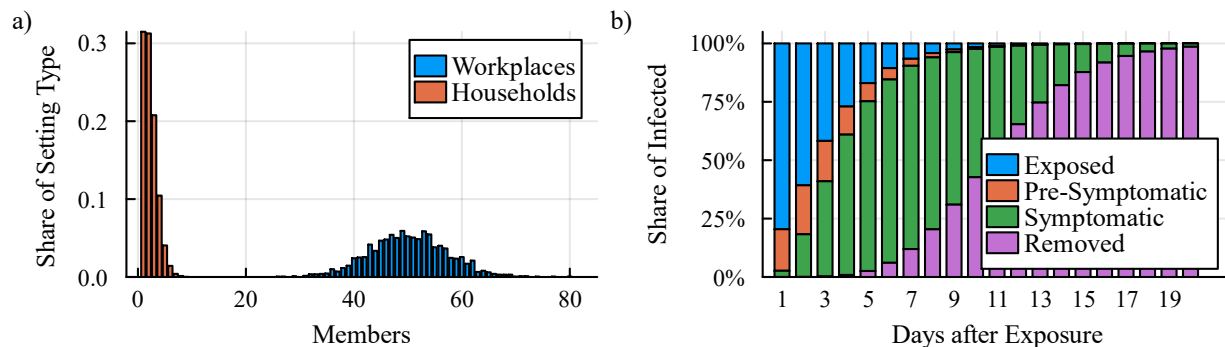 a)
Share of Setting Type
0.3
0.2
0.1
0.0
Workplaces
Households
0 20 40 60 80
Members
b)
Share of Infected
100%
75%
50%
25%
0%
Exposed
Pre-Symptomatic
Symptomatic
Removed
1 3 5 7 9 11 13 15 17 19
Days after Exposure